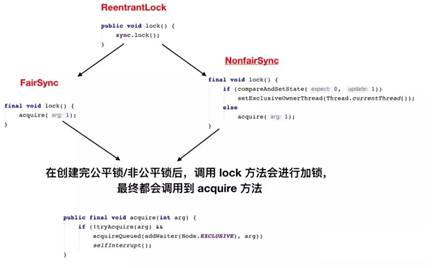 ReentrantLock
public void lock() {
sync.lock();
}
FairSync
final void lock() {
acquire( arg: 1);
}
NonfairSync
final void lock() {
if (compareAndSetState( expect: 0, update: 1))
setExclusiveOwnerThread(Thread.currentThread());
else
acquire( arg: 1);
}
在创建完公平锁/非公平锁后，调用 lock 方法会进行加锁，
最终都会调用到 acquire 方法
public final void acquire(int arg) {
if (!tryAcquire(arg) &&
acquireQueued(addWaiter(Node.EXCLUSIVE), arg))
selfInterrupt();
}